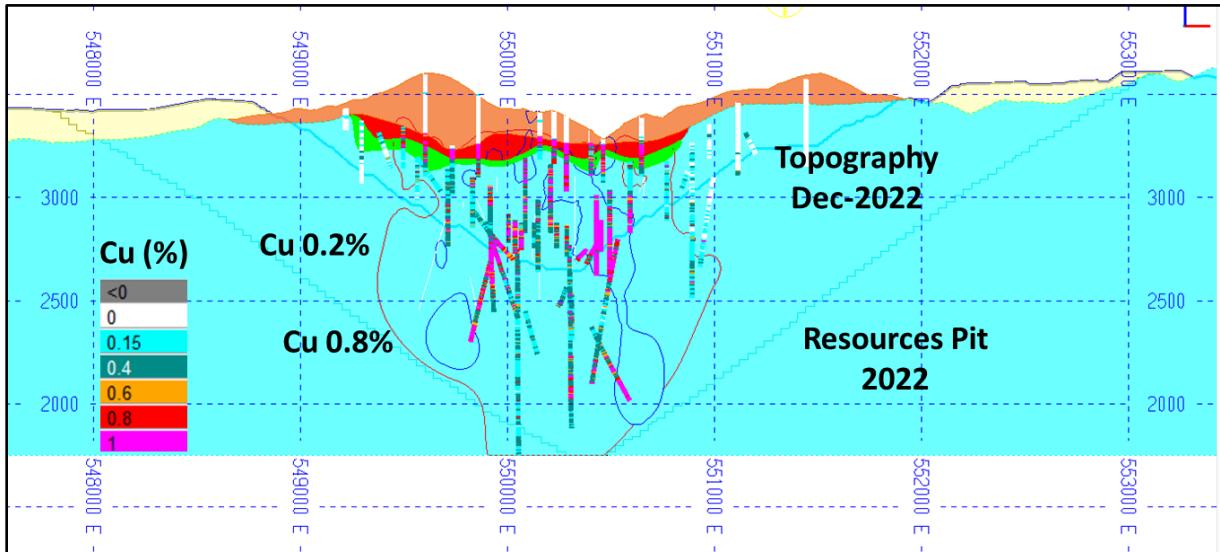 548000 E
549000 E
550000 E
551000 E
552000 E
553000 E
Topography
Dec-2022
3000
3000
Cu 0.2%
Cu (%)
<0
0
0.15
0.4
0.6
0.8
1
2500
2500
Cu 0.8%
Resources Pit
2022
2000
2000
548000 E
549000 E
550000 E
551000 E
552000 E
553000 E